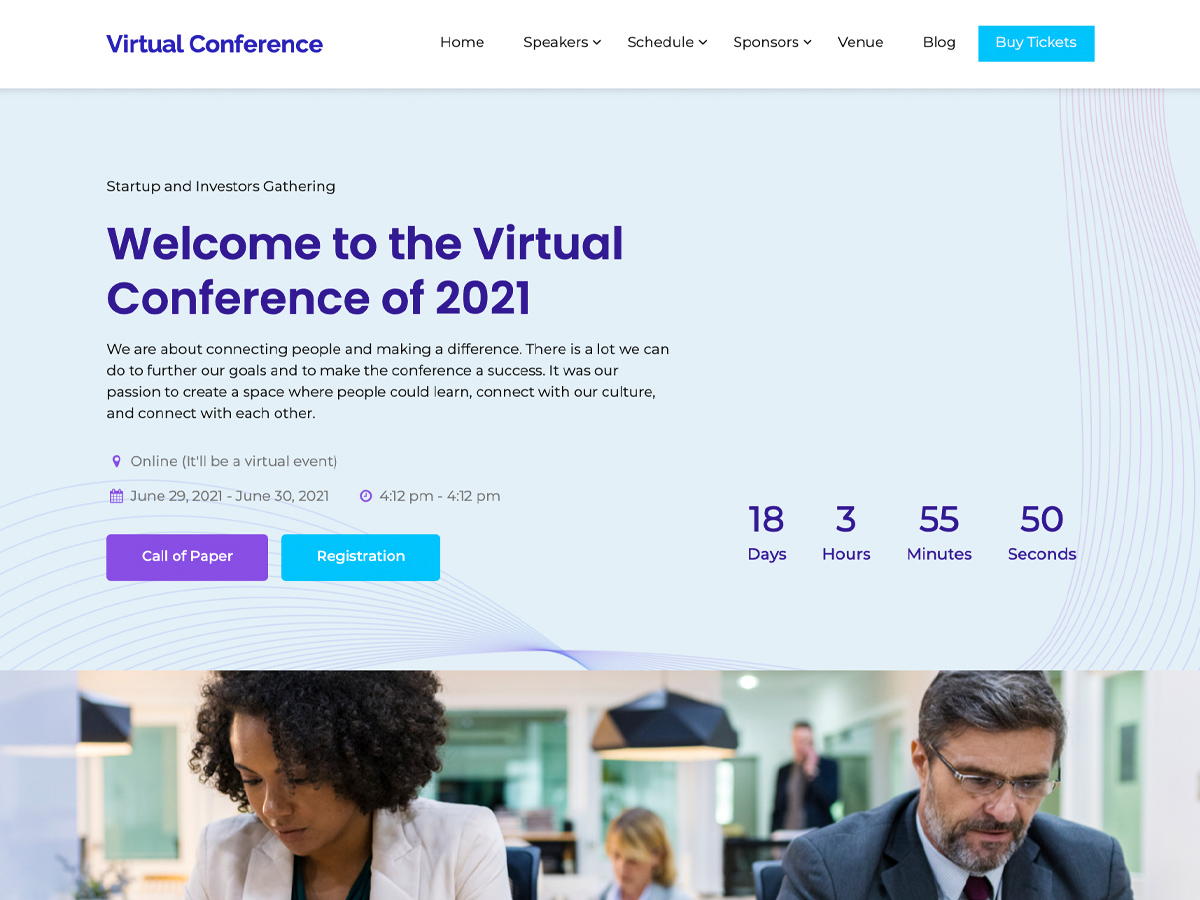 Virtual Conference
Home Speakers Schedule Sponsors Venue Blog Buy Tickets
Startup and Investors Gathering
Welcome to the Virtual
Conference of 2021
We are about connecting people and making a difference. There is a lot we can
do to further our goals and to make the conference a success. It was our
passion to create a space where people could learn, connect with our culture,
and connect with each other.
Online (It'll be a virtual event)
June 29, 2021 - June 30, 2021 4:12 pm - 4:12 pm
Call of Paper Registration
18 3 55 50
Days Hours Minutes Seconds